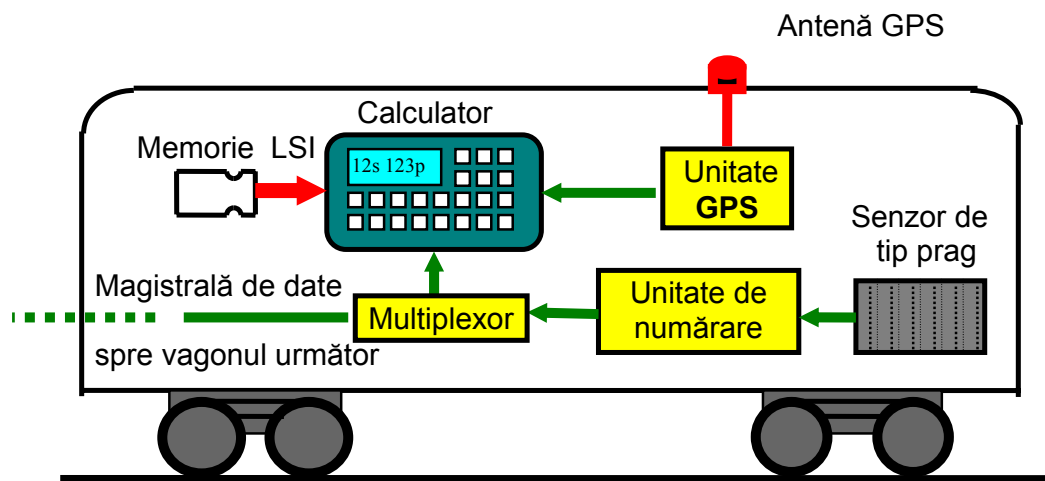 Antenă GPS
Calculator
Memorie LSI
12s 123p
Unitate
GPS
Senzor de
tip prag
Magistrală de date
Multiplexor
Unitate de
numărare
spre vagonul următor